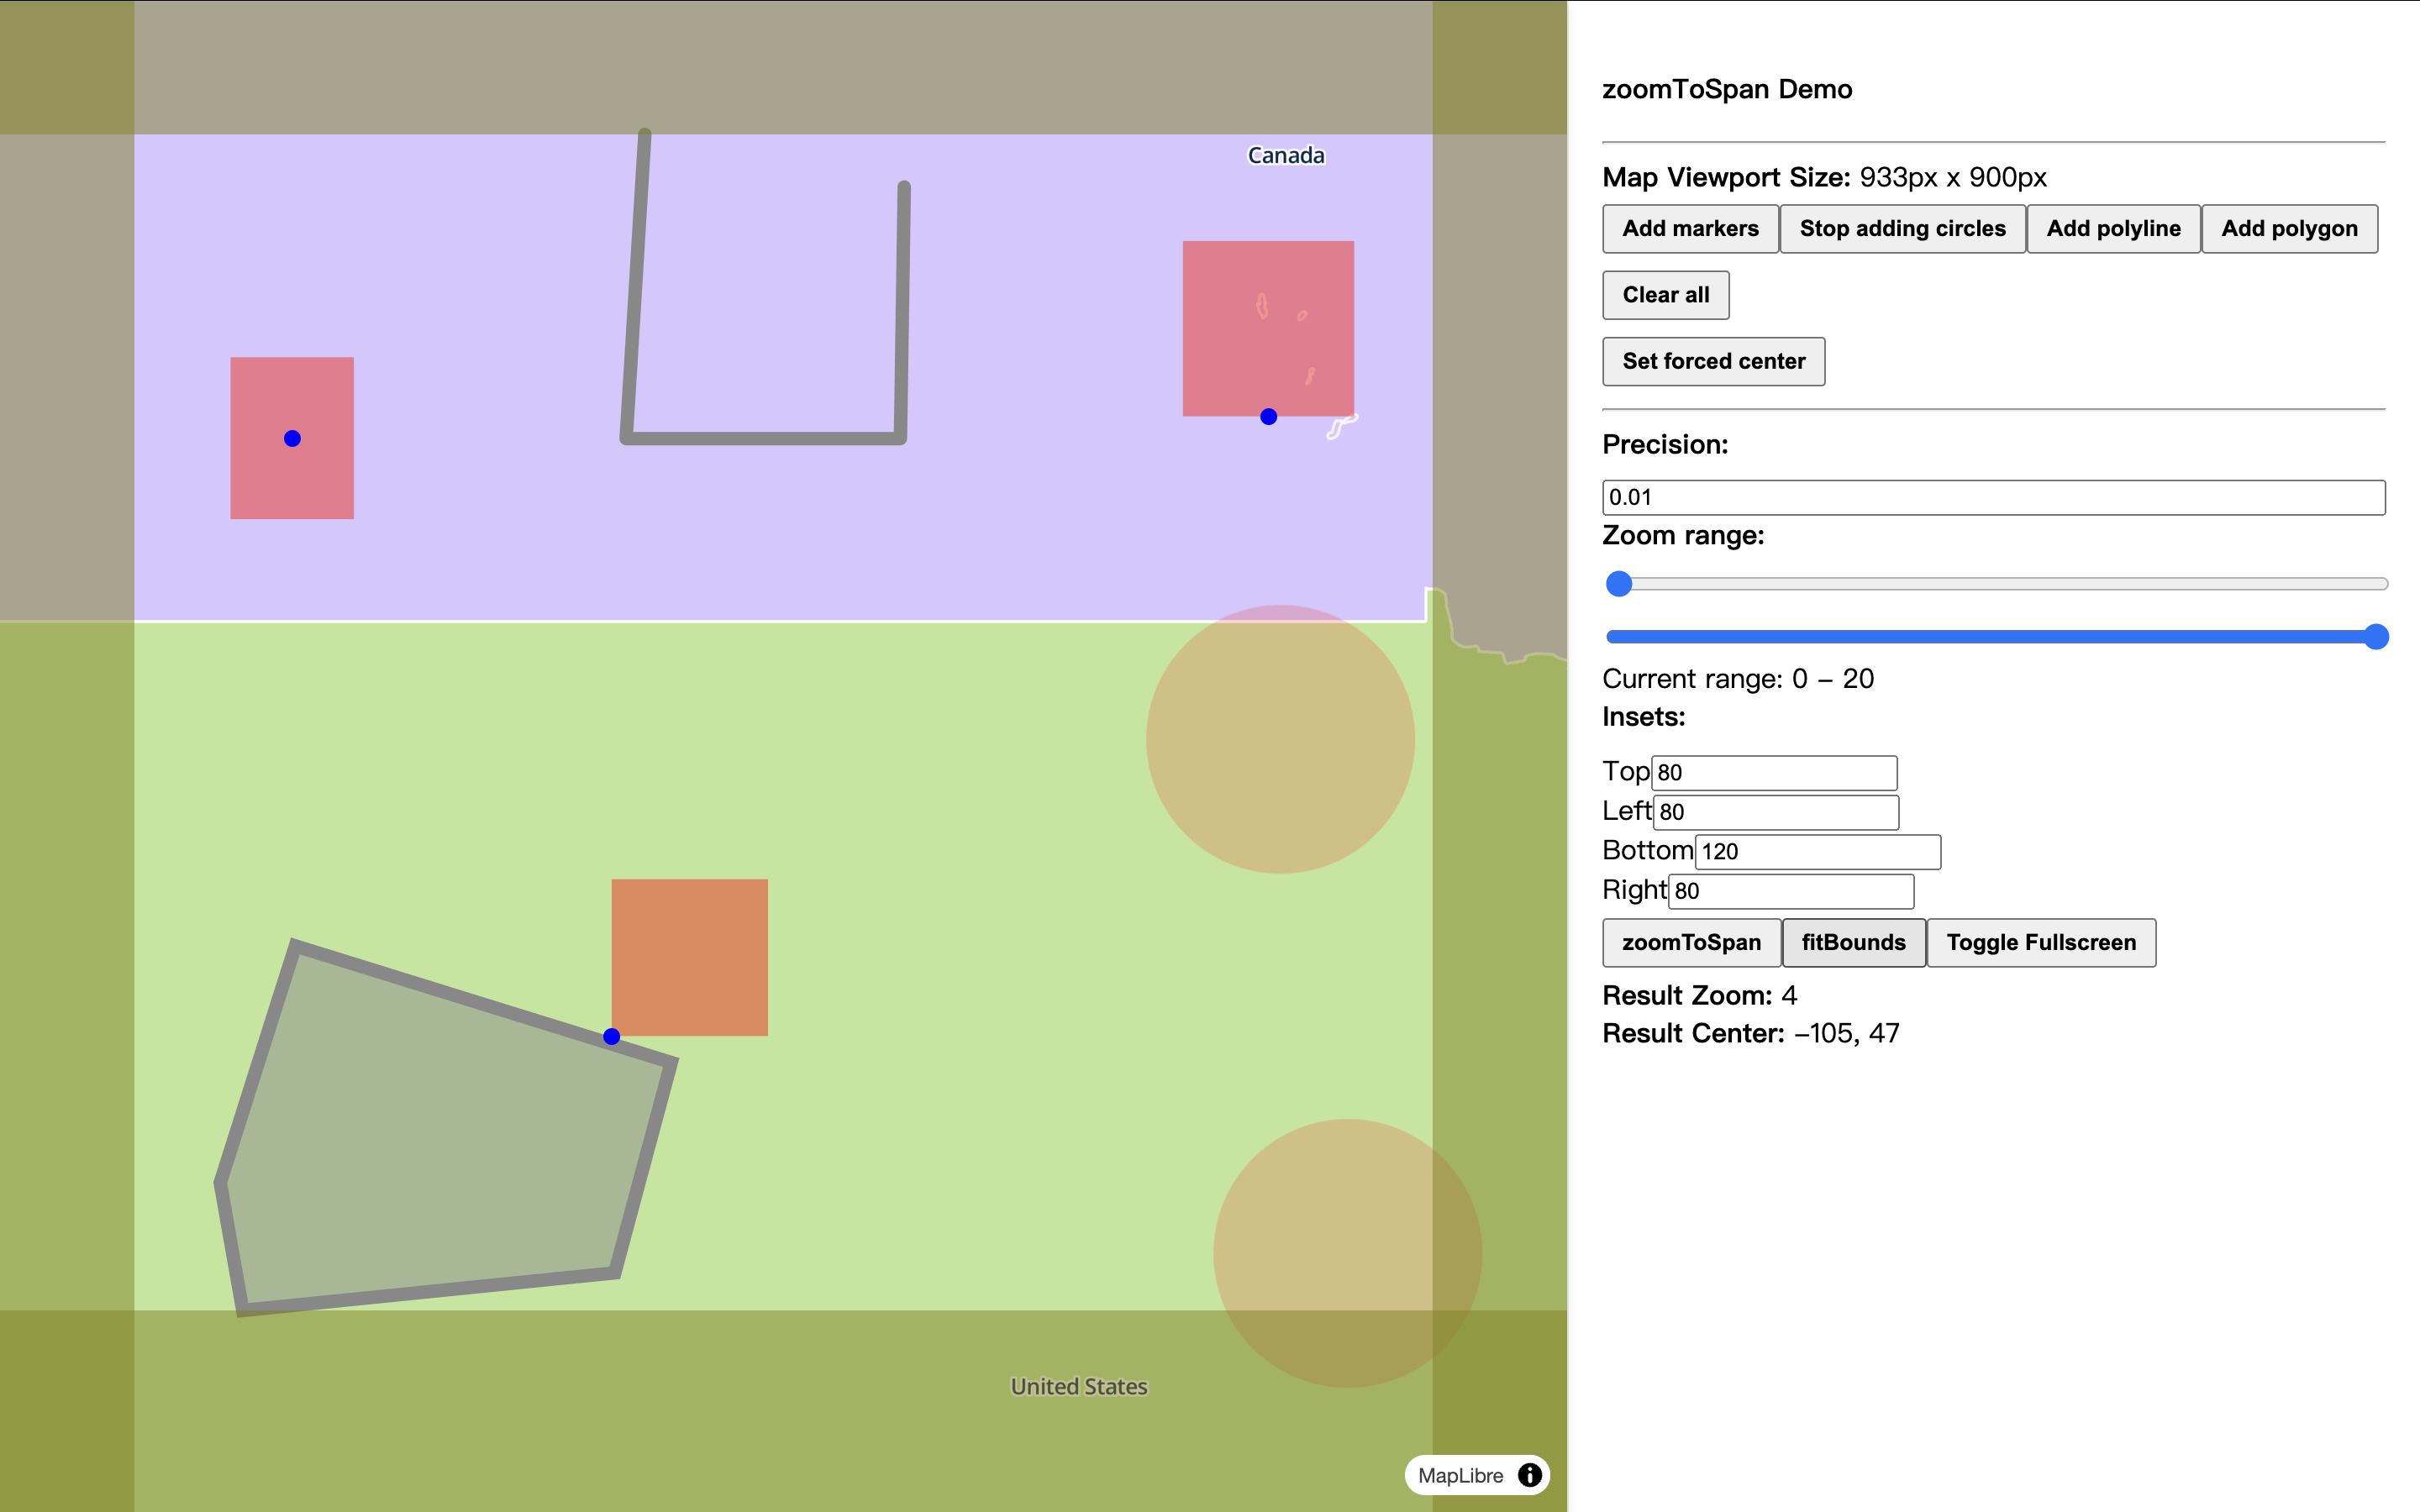 Canada
United States
MapLibre
zoomToSpan Demo
Map Viewport Size: 933px x 900px
Add markers Stop adding circles Add polyline Add polygon
Clear all
Set forced center
Precision:
0.01
Zoom range:
Current range: 0 – 20
Insets:
Top 80
Left 80
Bottom 120
Right 80
zoomToSpan fitBounds Toggle Fullscreen
Result Zoom: 4
Result Center: −105, 47